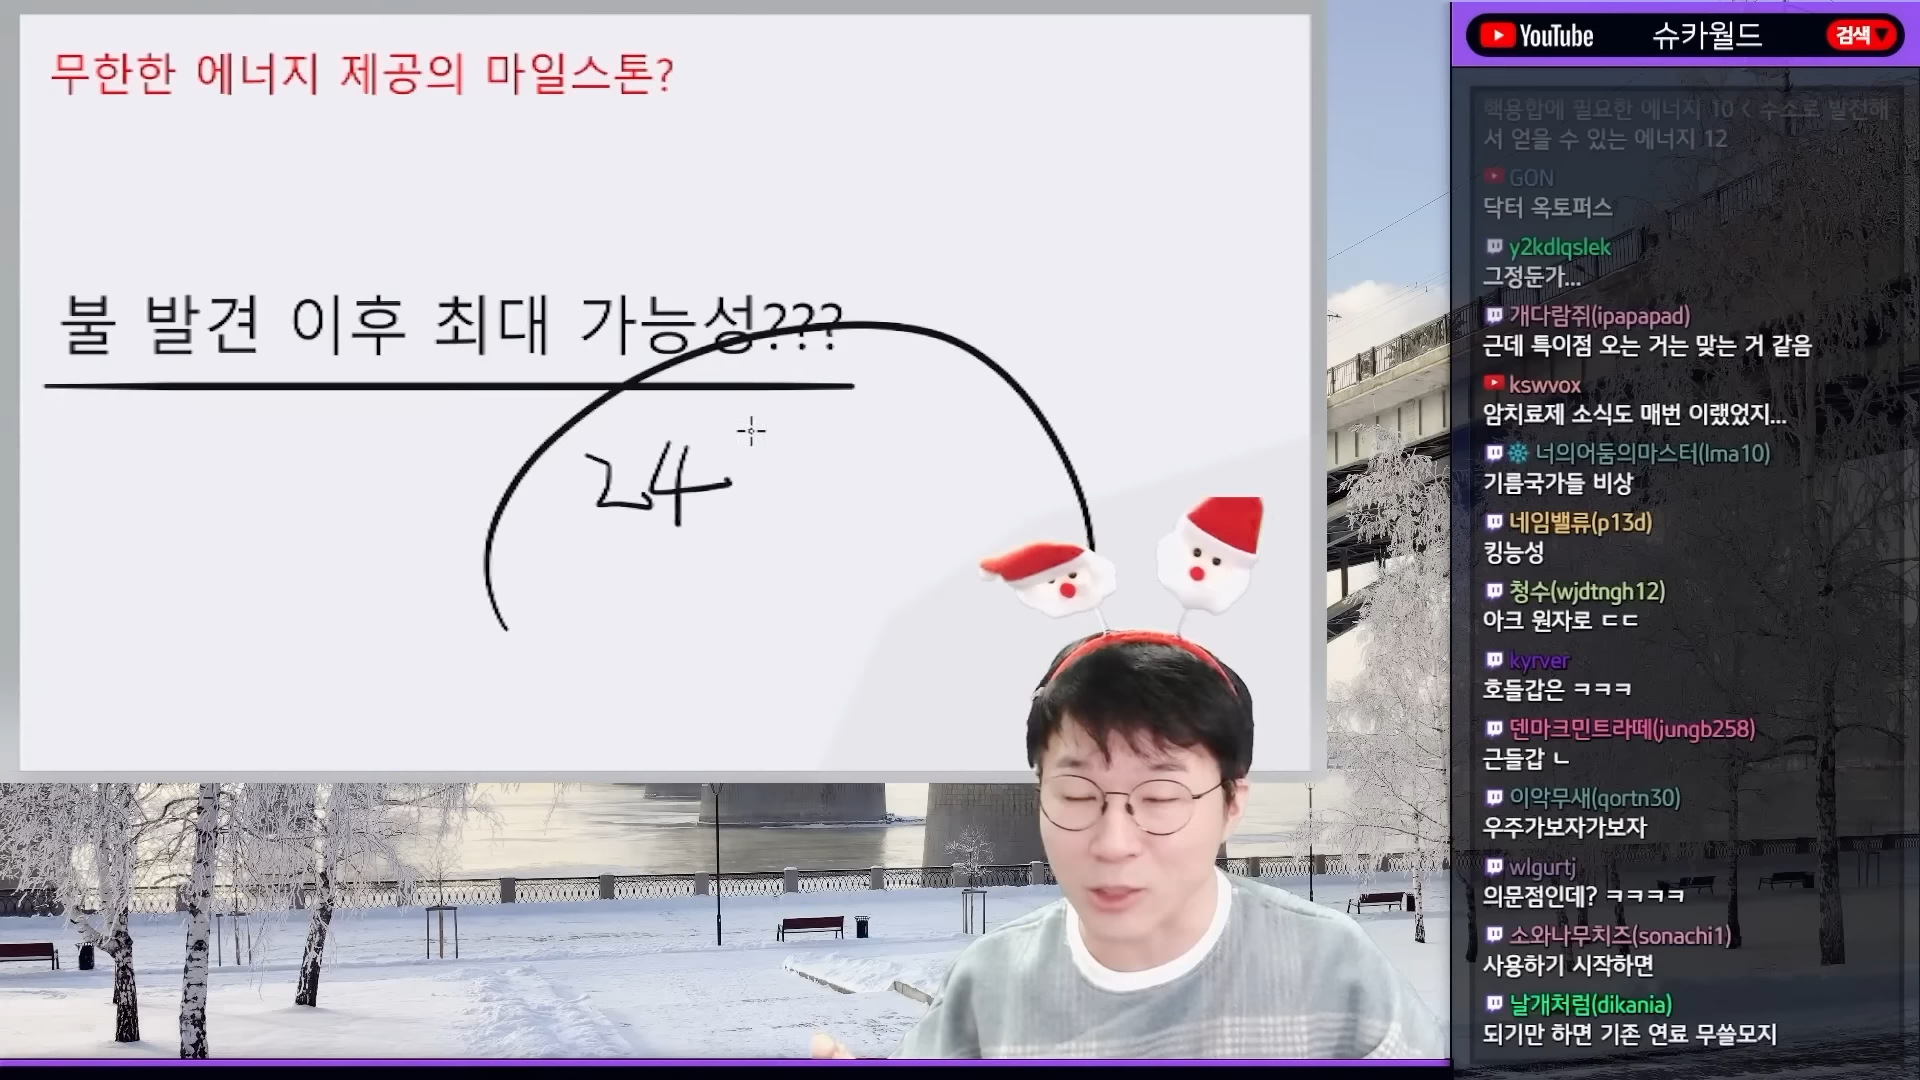 무한한 에너지 제공의 마일스톤?
불 발견 이후 최대 가능성???
24
YouTube 슈카월드 검색
핵융합에 필요한 에너지 10 < 수소로 발전해
서 얻을 수 있는 에너지 12
GON
닥터 옥토퍼스
y2kdlqslek
그정둔가...
개다람쥐(ipapapad)
근데 특이점 오는 거는 맞는 거 같음
kswvox
암치료제 소식도 매번 이랬었지...
너의어둠의마스터(lma10)
기름국가들 비상
네임밸류(p13d)
킹능성
청수(wjdtngh12)
아크 원자로 ㄷㄷ
kyrver
호들갑은 ㅋㅋㅋ
덴마크민트라떼(jungb258)
근들갑 ㄴ
이악무새(qortn30)
우주가보자가보자
wlgurtj
의문점인데? ㅋㅋㅋㅋ
소와나무치즈(sonachi1)
사용하기 시작하면
날개처럼(dikania)
되기만 하면 기존 연료 무쓸모지